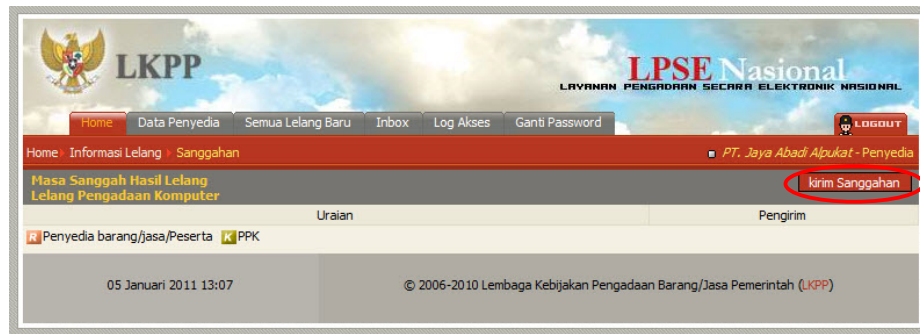 LKPP
LPSE Nasional
LAYANAN PENGADAAN SECARA ELEKTRONIK NASIONAL
Home Data Penyedia Semua Lelang Baru Inbox Log Akses Ganti Password LOGOUT
Home Informasi Lelang Sanggahan PT. Jaya Abadi Alpukat - Penyedia
Masa Sanggah Hasil Lelang
Lelang Pengadaan Komputer
kirim Sanggahan
Uraian Pengirim
R Penyedia barang/jasa/Peserta K PPK
05 Januari 2011 13:07 © 2006-2010 Lembaga Kebijakan Pengadaan Barang/Jasa Pemerintah (LKPP)